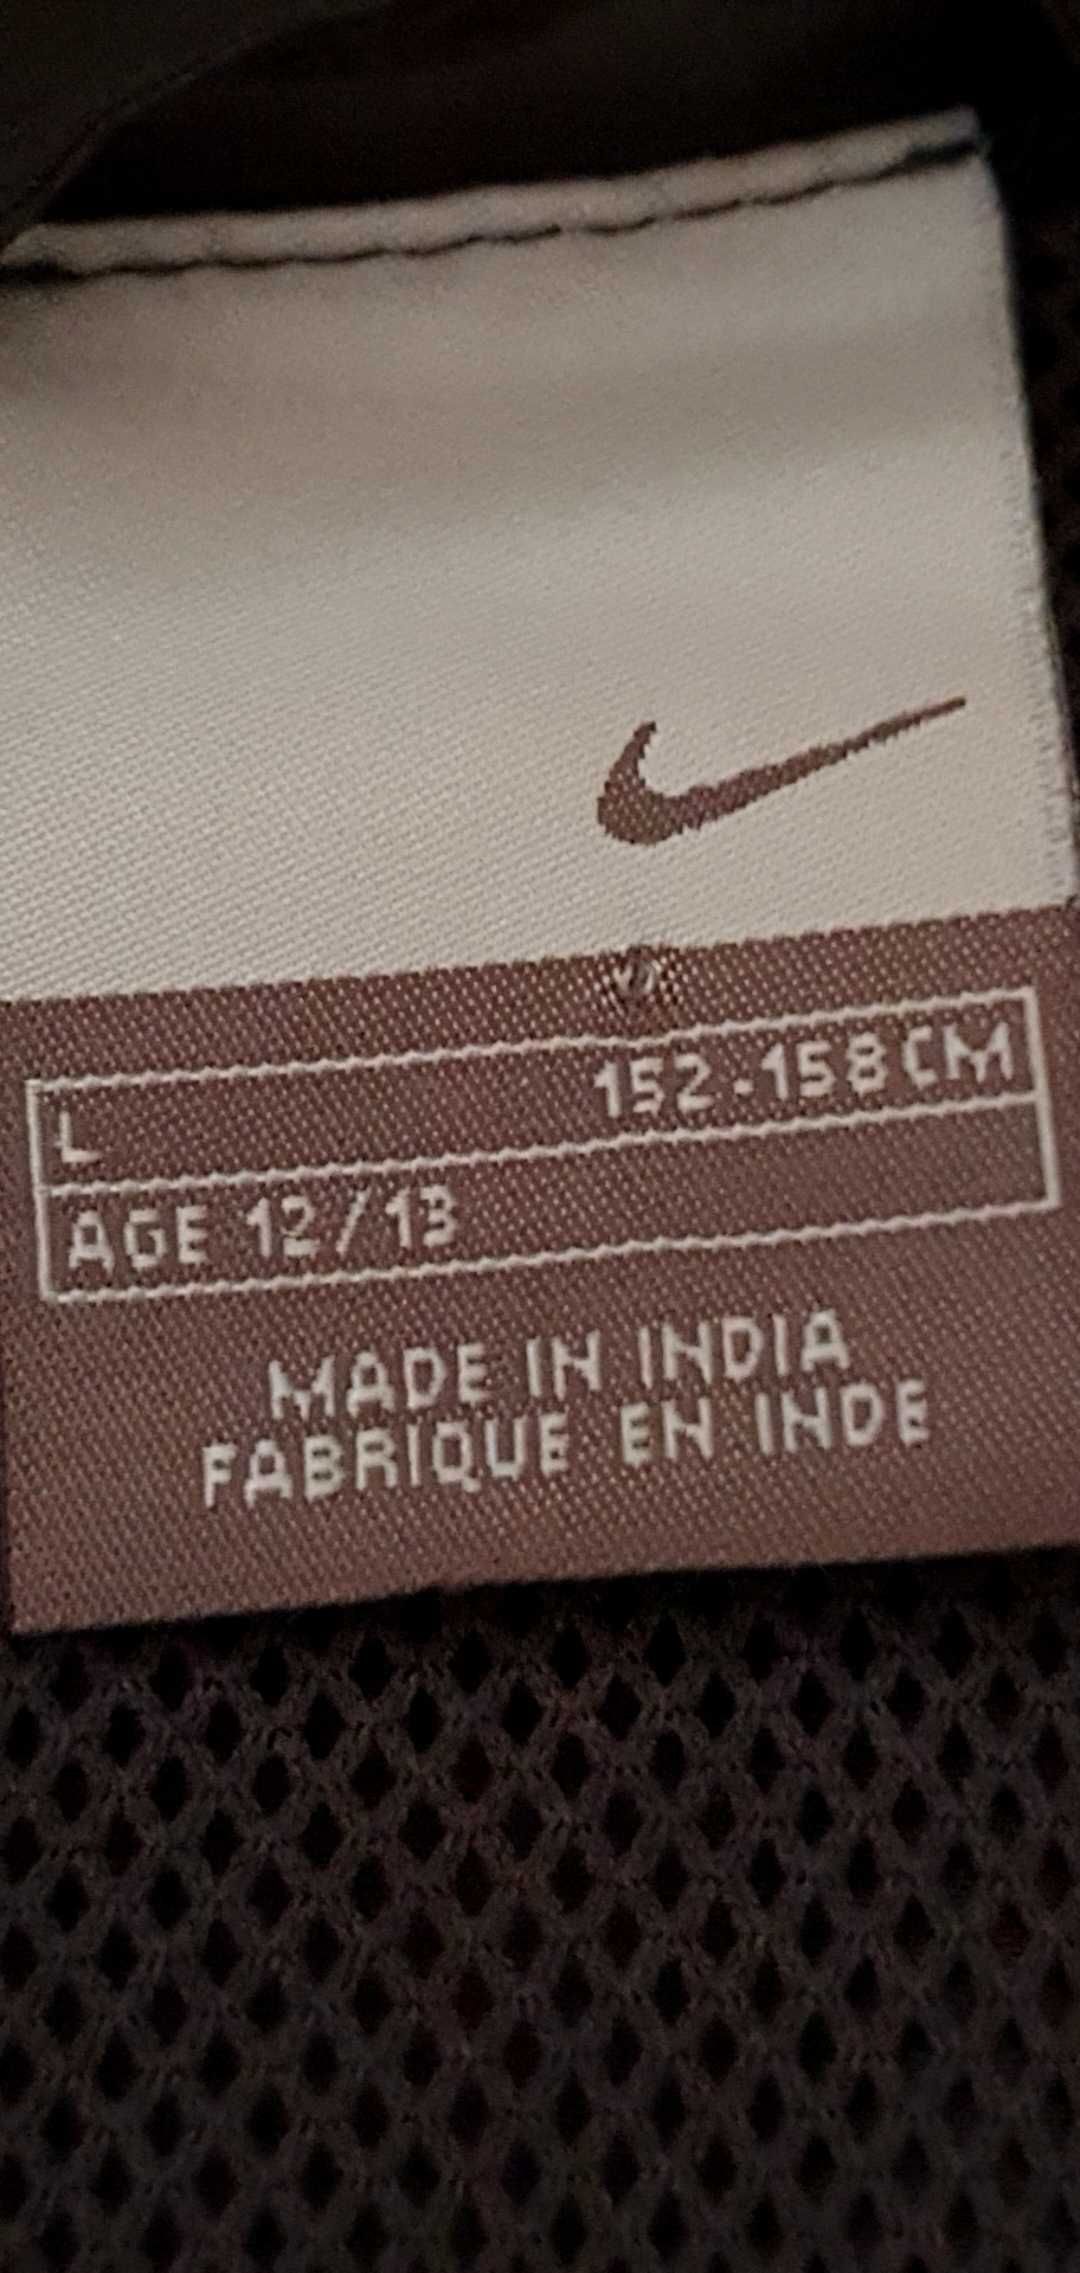 L 152-158CM
AGE 12/13
MADE IN INDIA
FABRIQUE EN INDE